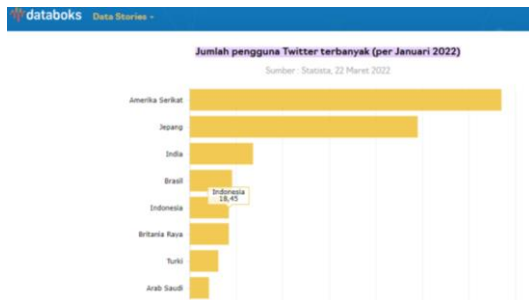 databoks Data Stories
Jumlah pengguna Twitter terbanyak (per Januari 2022)
Sumber : Statista, 22 Maret 2022
Amerika Serikat
Jepang
India
Brasil
Indonesia
18,45
Indonesia
Britania Raya
Turki
Arab Saudi